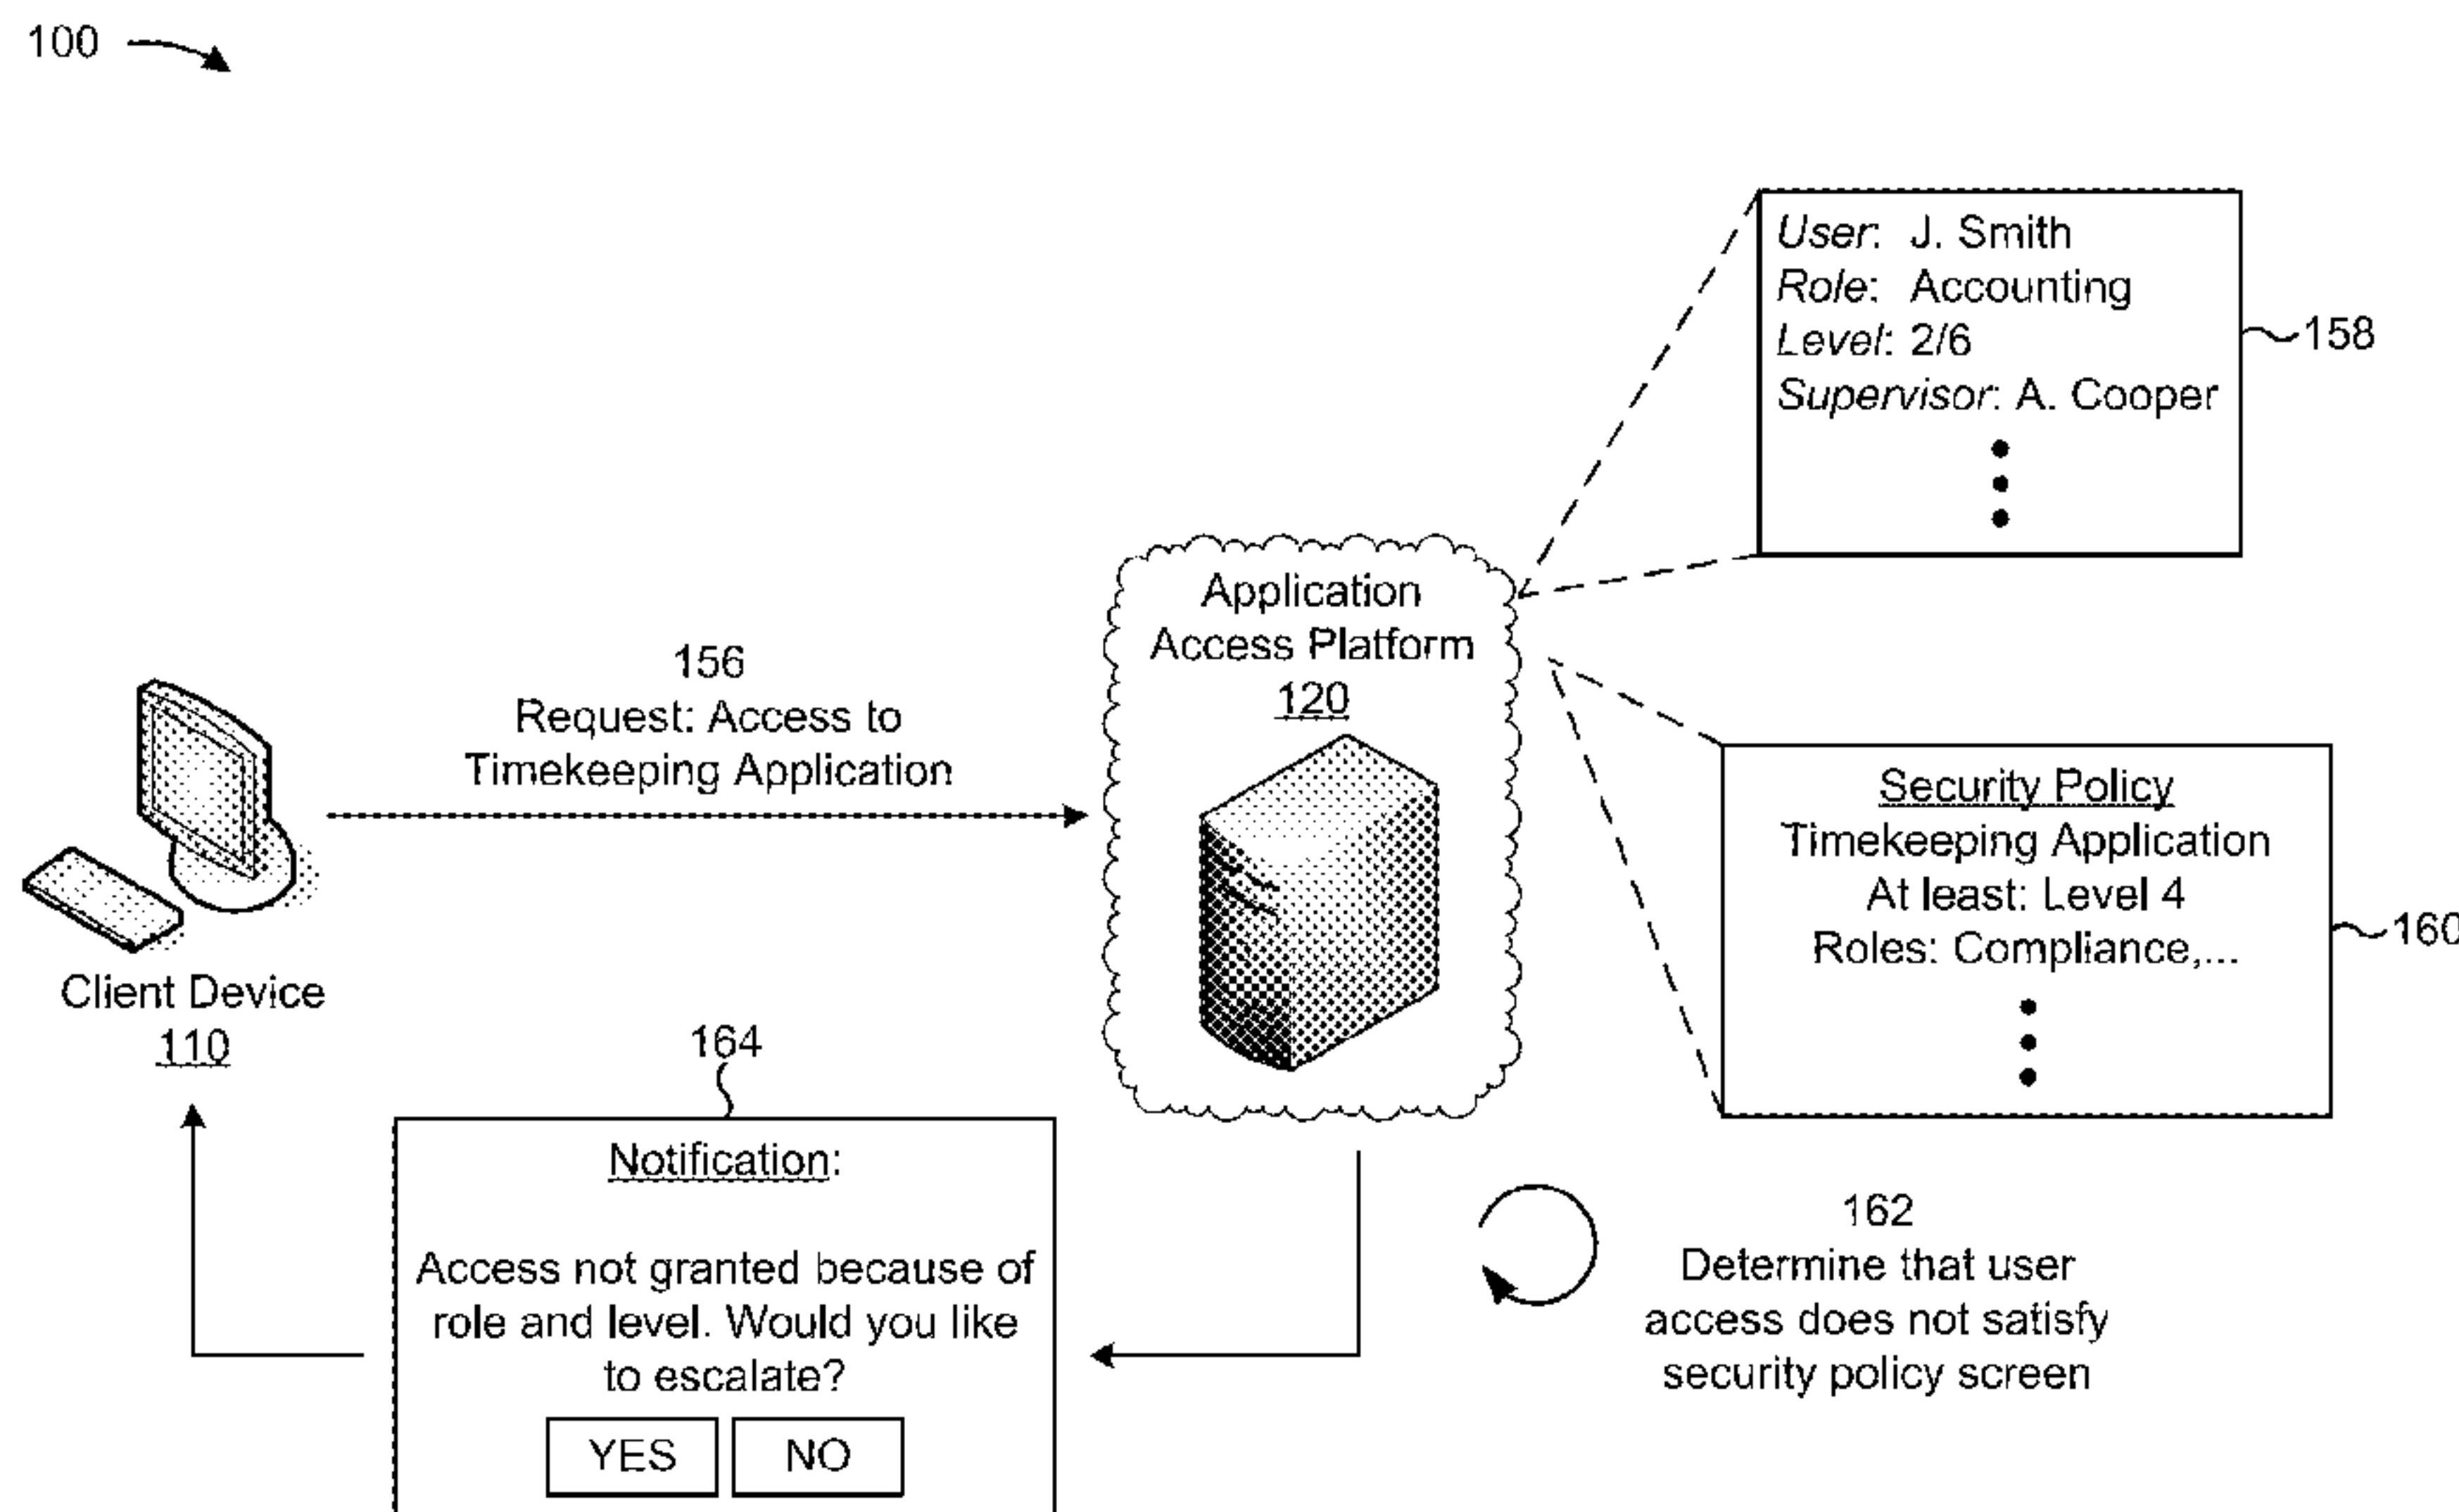 100
User: J. Smith
Role: Accounting
Level: 2/6
Supervisor: A. Cooper
158
Application
Access Platform
120
156
Request: Access to
Timekeeping Application
Security Policy
Timekeeping Application
At least: Level 4
Roles: Compliance,...
160
Client Device
110
164
Notification:
Access not granted because of
role and level. Would you like
to escalate?
YES NO
162
Determine that user
access does not satisfy
security policy screen